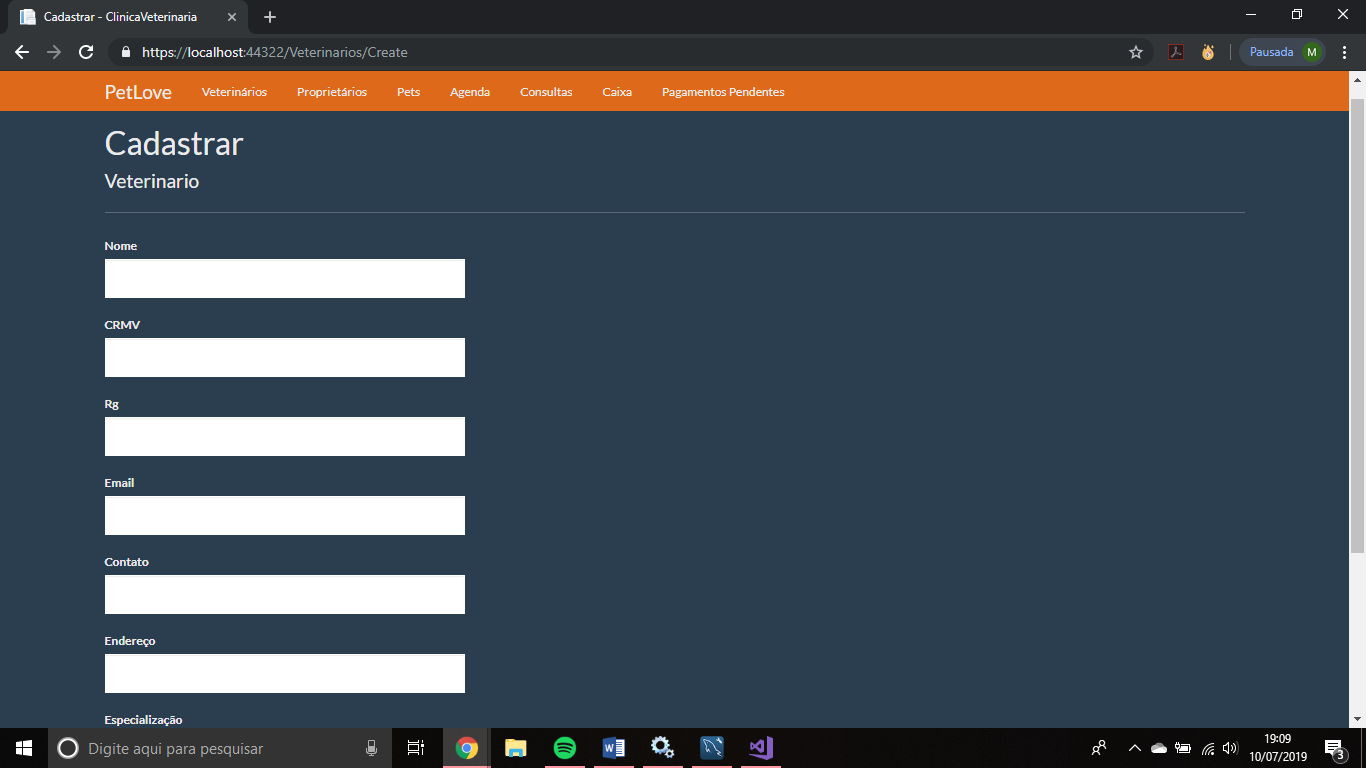 Cadastrar - ClinicaVeterinaria
https://localhost:44322/Veterinarios/Create
Pausada M
PetLove Veterinários Proprietários Pets Agenda Consultas Caixa Pagamentos Pendentes
Cadastrar
Veterinario
Nome
CRMV
Rg
Email
Contato
Endereço
Especialização
Digite aqui para pesquisar
19:09
10/07/2019
3